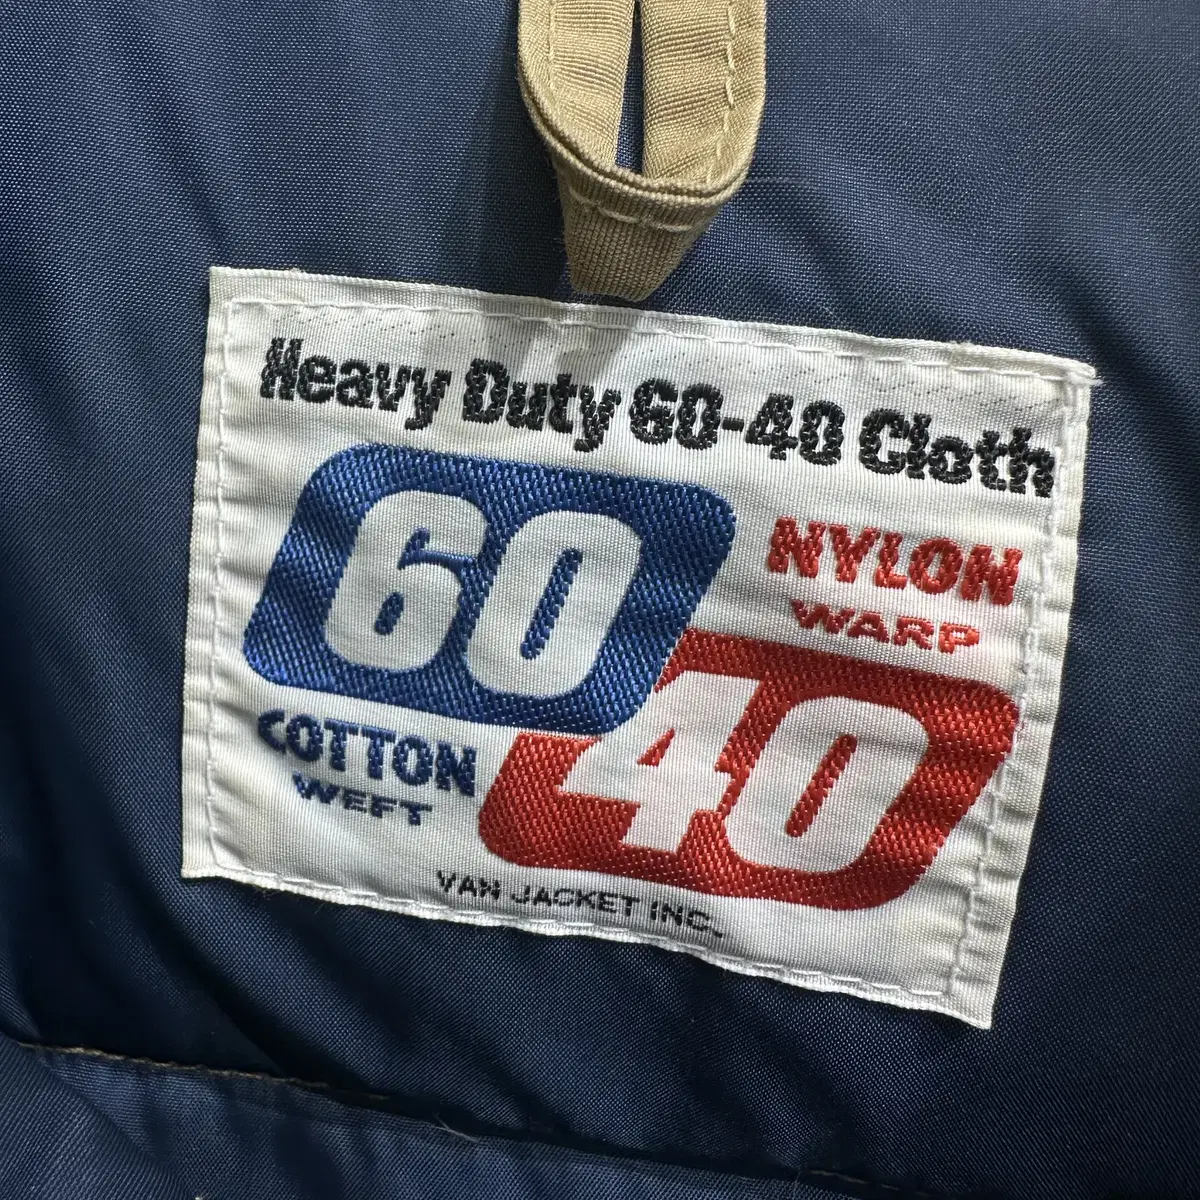 Heavy Duty 60-40 Cloth
60
NYLON
WARP
COTTON
WEFT
40
VAN JACKET INC.